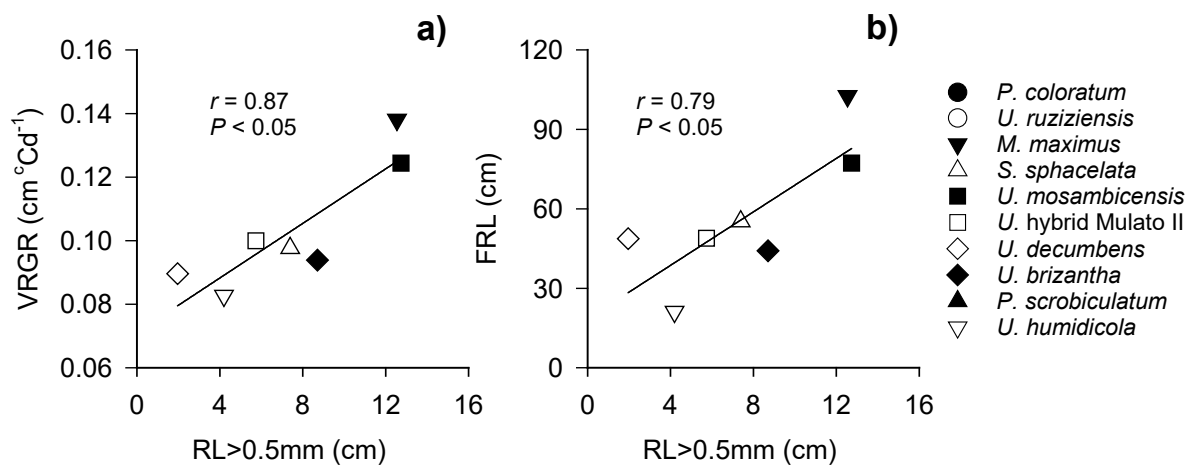 a)
0.16
0.14
0.12
0.10
0.08
0.06
VRGR (cm ᶜCd⁻¹)
r = 0.87
P < 0.05
0 4 8 12 16
RL>0.5mm (cm)
b)
120
90
60
30
0
FRL (cm)
r = 0.79
P < 0.05
0 4 8 12 16
RL>0.5mm (cm)
P. coloratum
U. ruziziensis
M. maximus
S. sphacelata
U. mosambicensis
U. hybrid Mulato II
U. decumbens
U. brizantha
P. scrobiculatum
U. humidicola